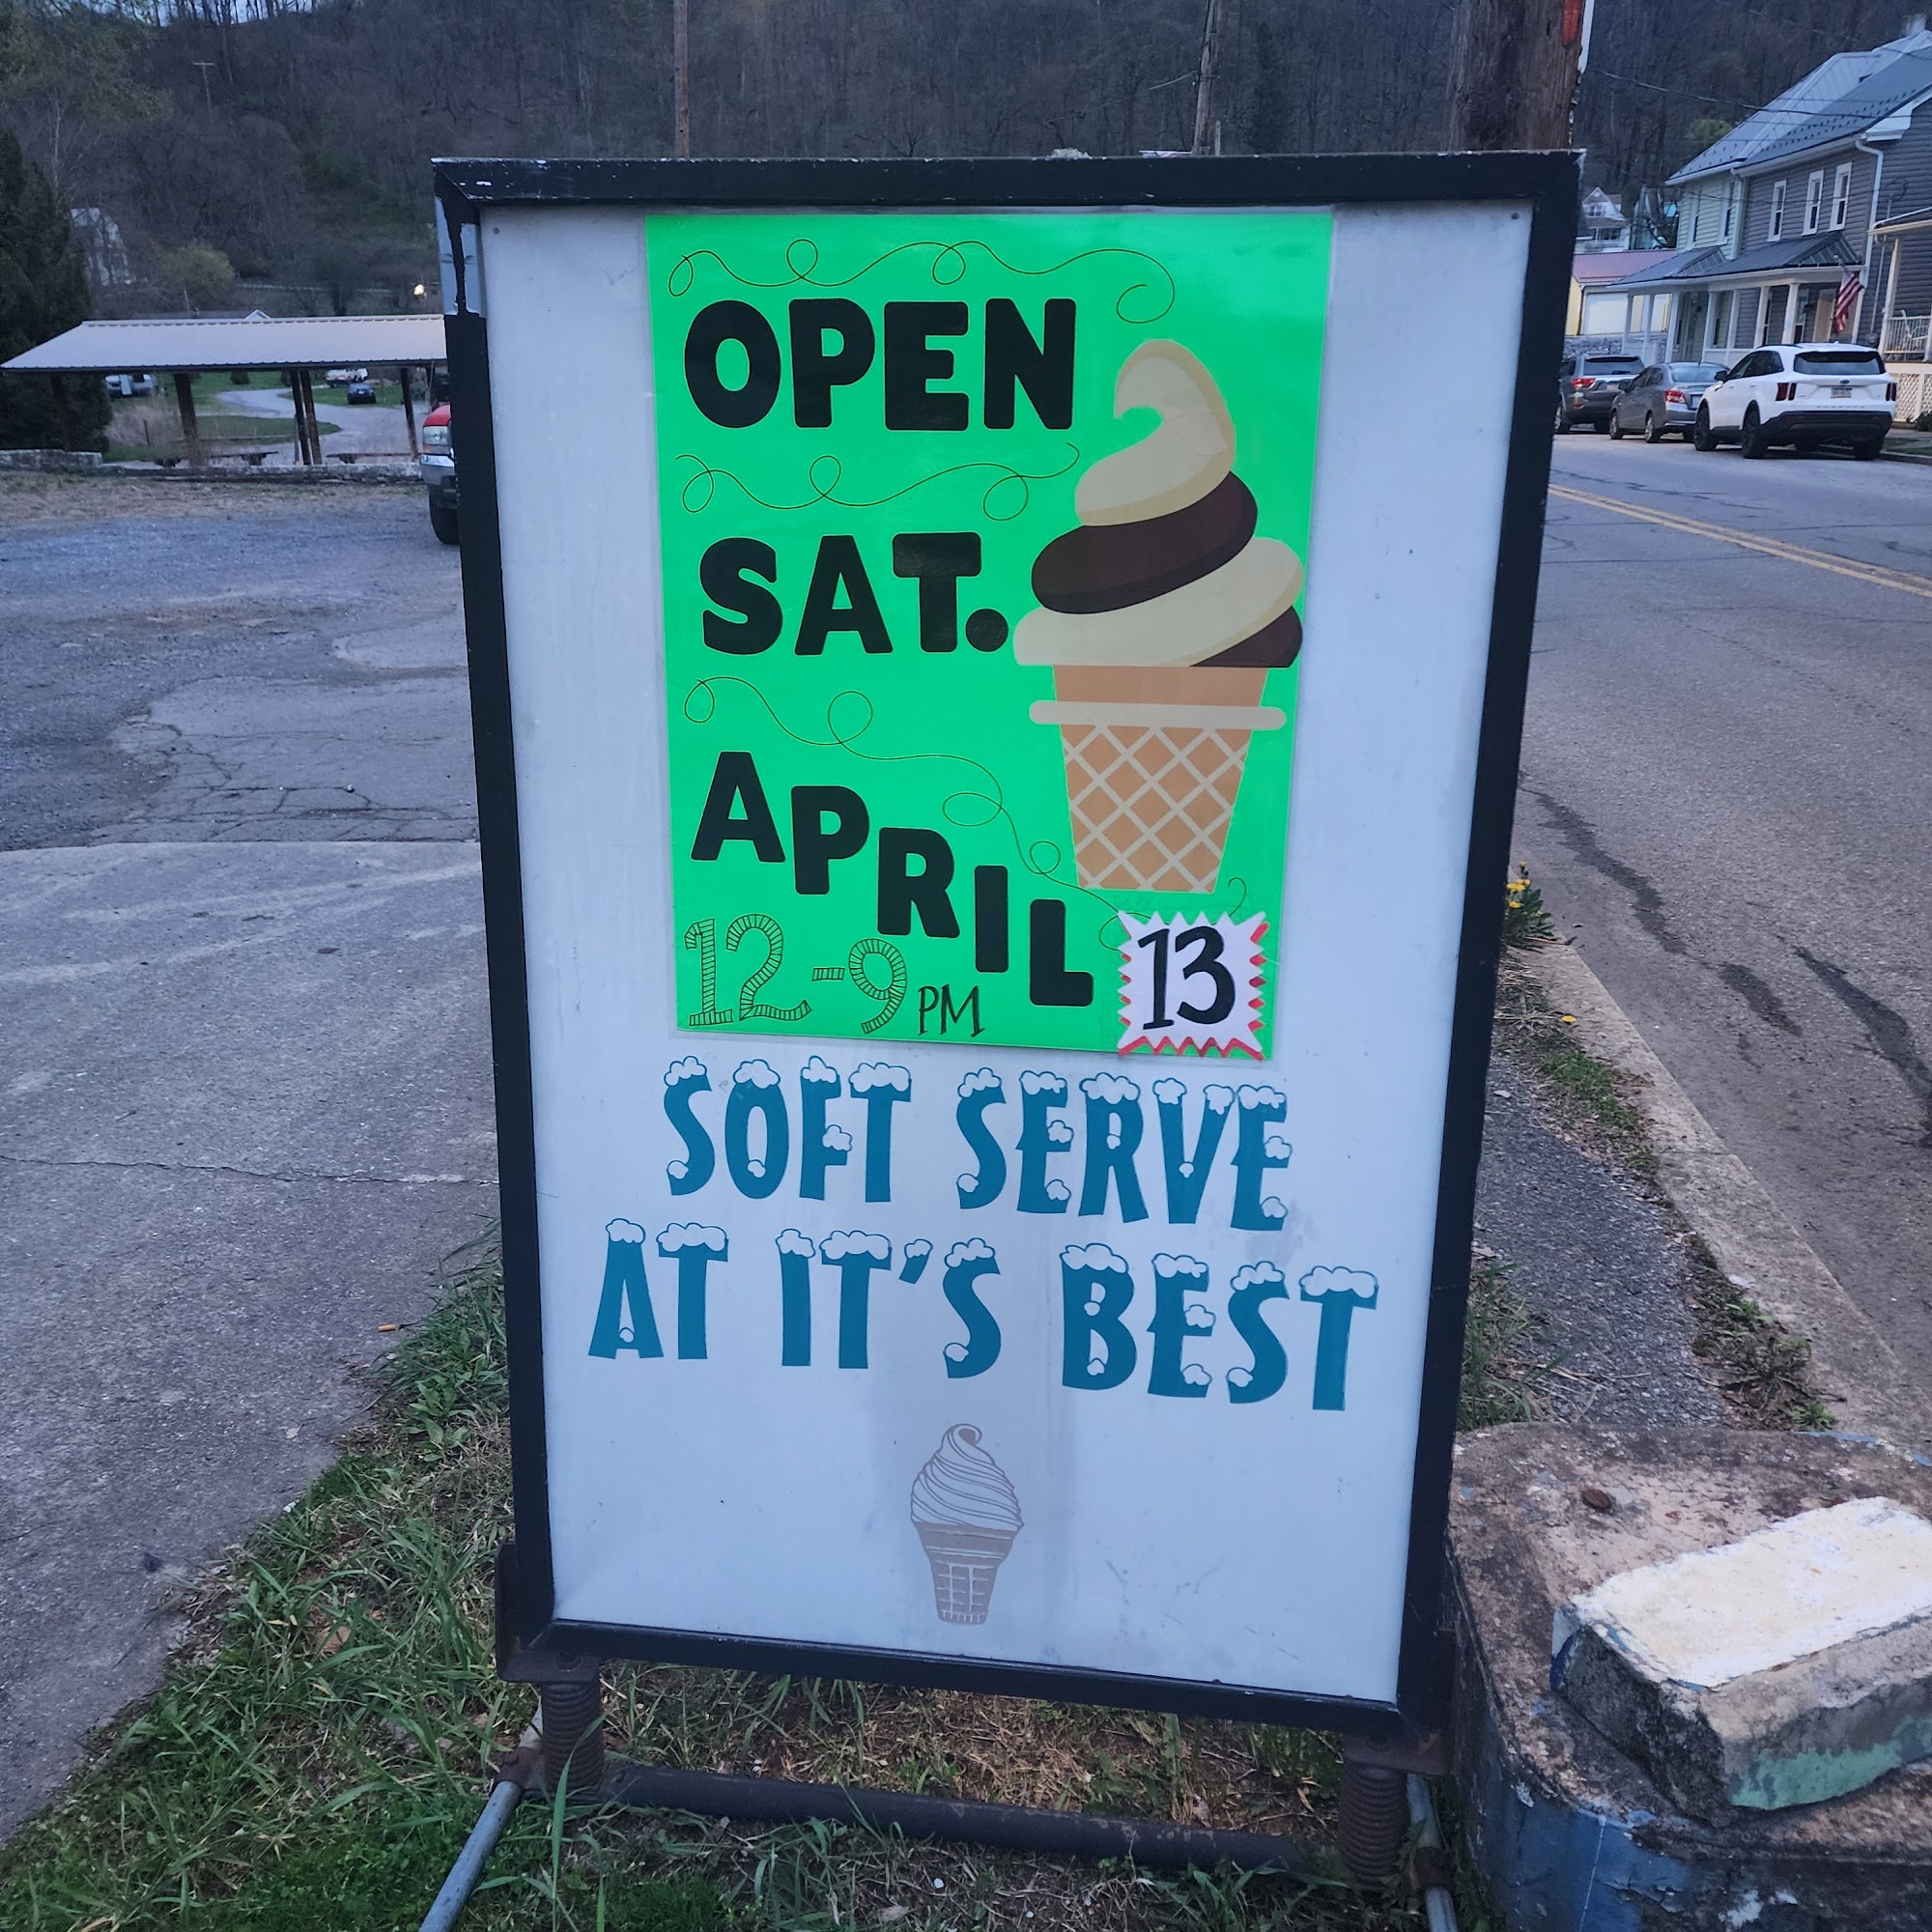 OPEN
SAT.
APRIL
12-9 PM
13
SOFT SERVE
AT IT'S BEST